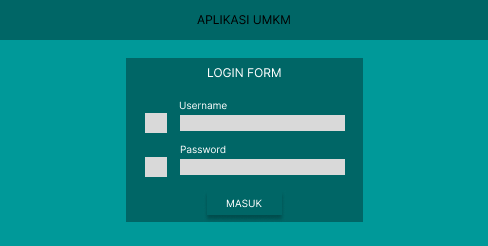 APLIKASI UMKM
LOGIN FORM
Username
Password
MASUK